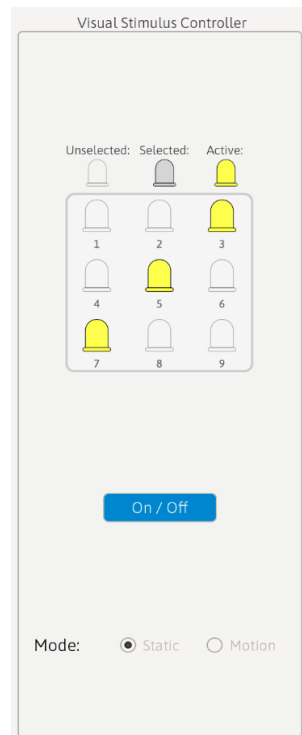 Visual Stimulus Controller
Unselected: Selected: Active:
1 2 3
4 5 6
7 8 9
On / Off
Mode: Static Motion